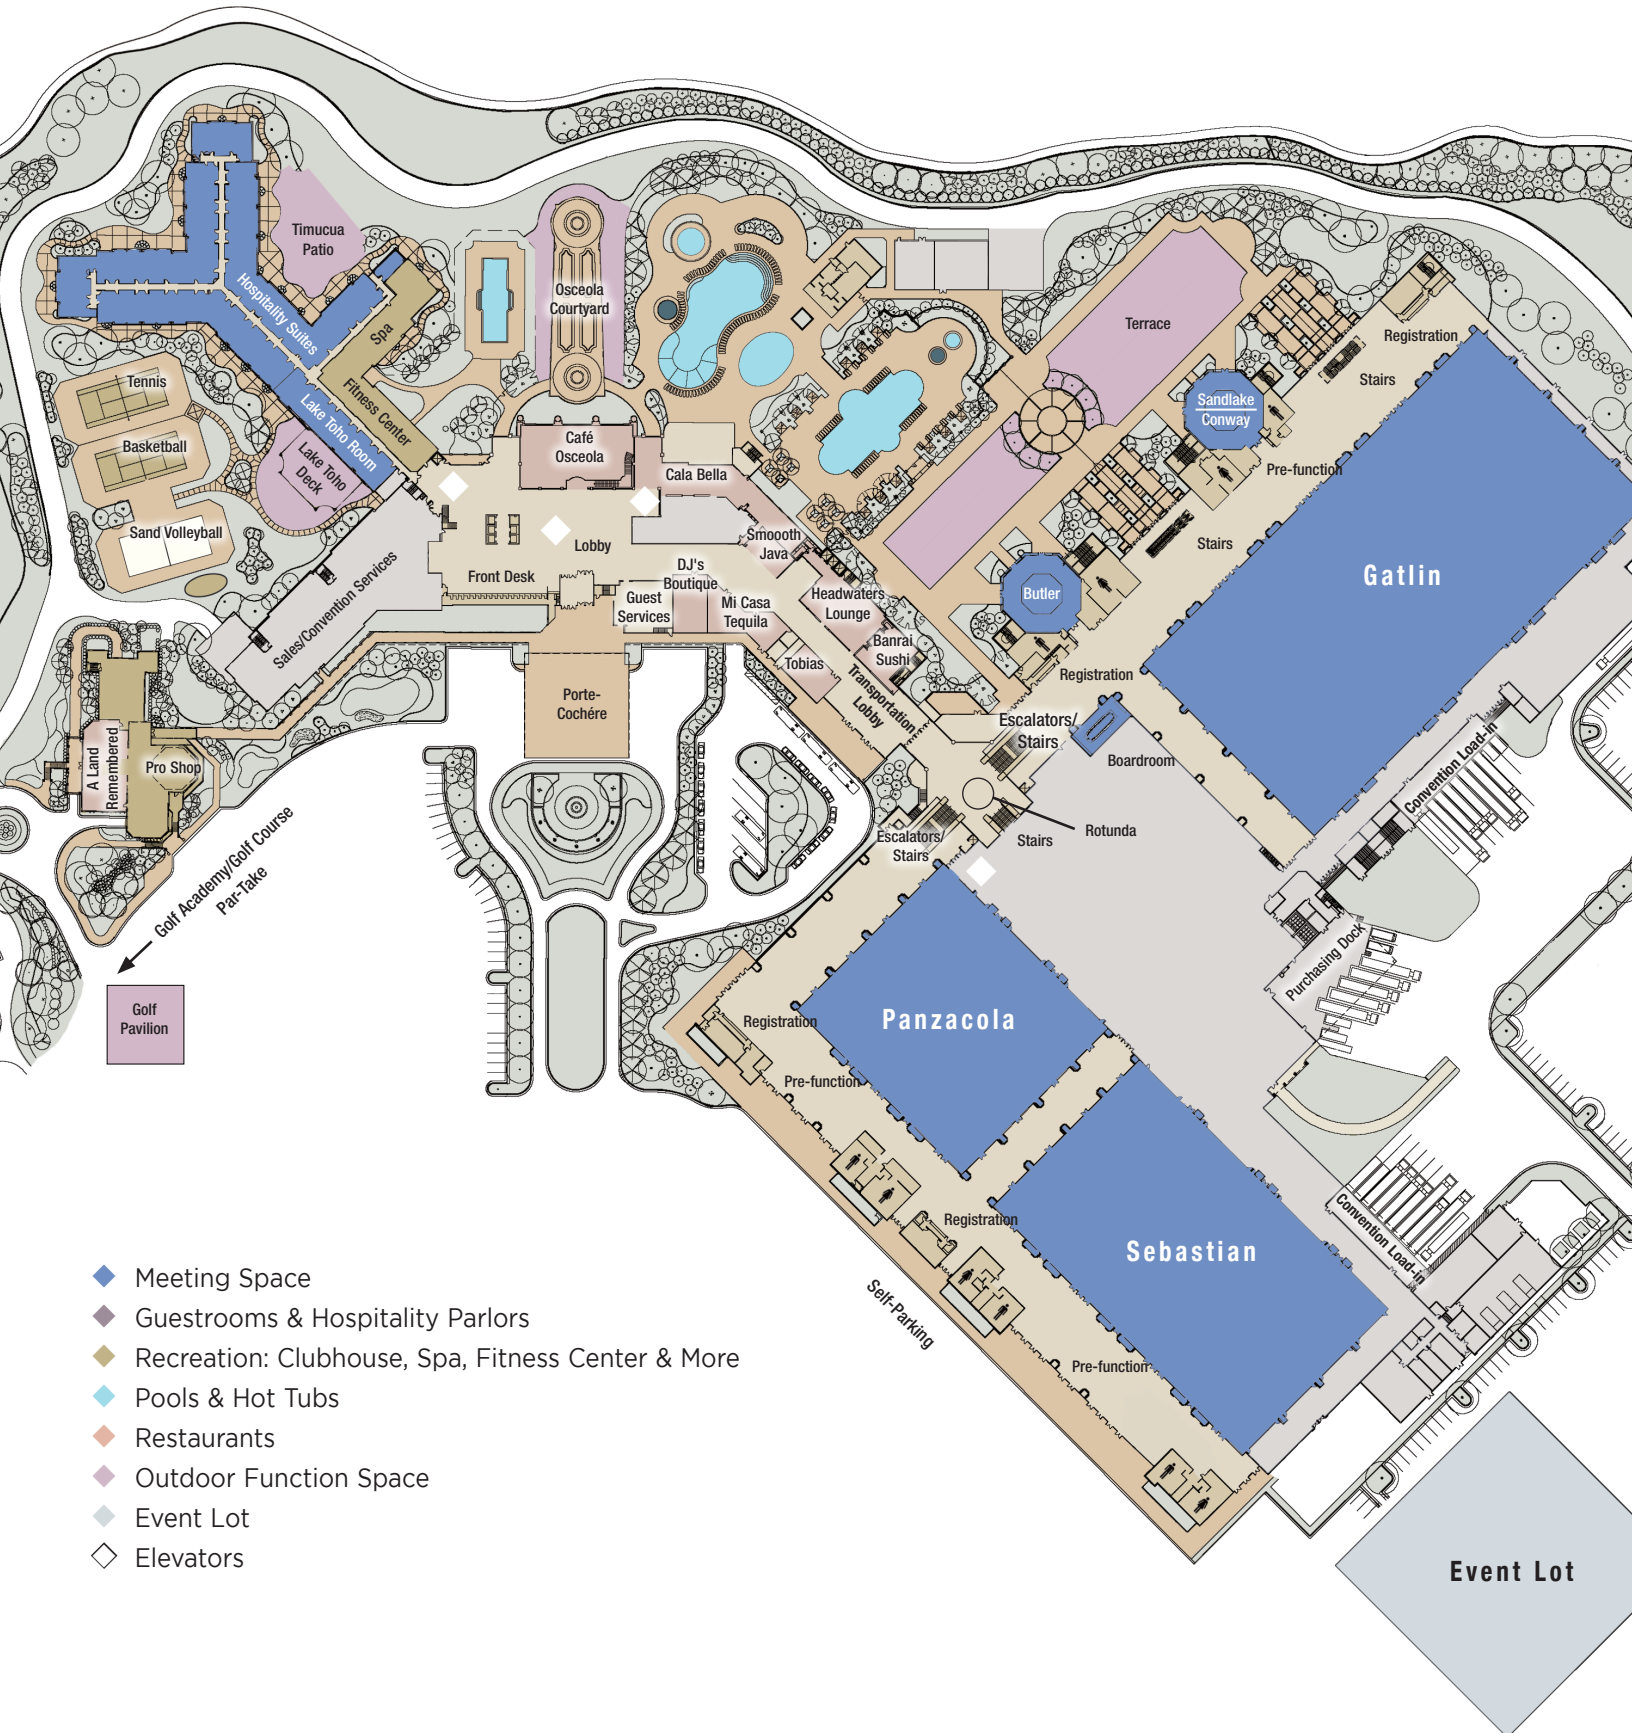 Timucua
Patio
Hospitality Suites
Spa
Fitness Center
Lake Toho Room
Lake Toho
Deck
Tennis
Basketball
Sand Volleyball
Osceola
Courtyard
Café
Osceola
Cala Bella
Smoooth
Java
Lobby
Front Desk
DJ's
Boutique
Guest
Services
Mi Casa
Tequila
Headwaters
Lounge
Banrai
Sushi
Tobias
Transportation
Lobby
Sales/Convention Services
Porte-
Cochére
A Land
Remembered
Pro Shop
Golf Academy/Golf Course
Par-Take
Golf
Pavilion
Terrace
Registration
Stairs
Sandlake
Conway
Pre-function
Stairs
Butler
Gatlin
Registration
Escalators/
Stairs
Boardroom
Rotunda
Stairs
Escalators/
Stairs
Convention Load-in
Purchasing Dock
Panzacola
Registration
Pre-function
Registration
Sebastian
Pre-function
Convention Load-in
Self-Parking
Event Lot
Meeting Space
Guestrooms & Hospitality Parlors
Recreation: Clubhouse, Spa, Fitness Center & More
Pools & Hot Tubs
Restaurants
Outdoor Function Space
Event Lot
Elevators